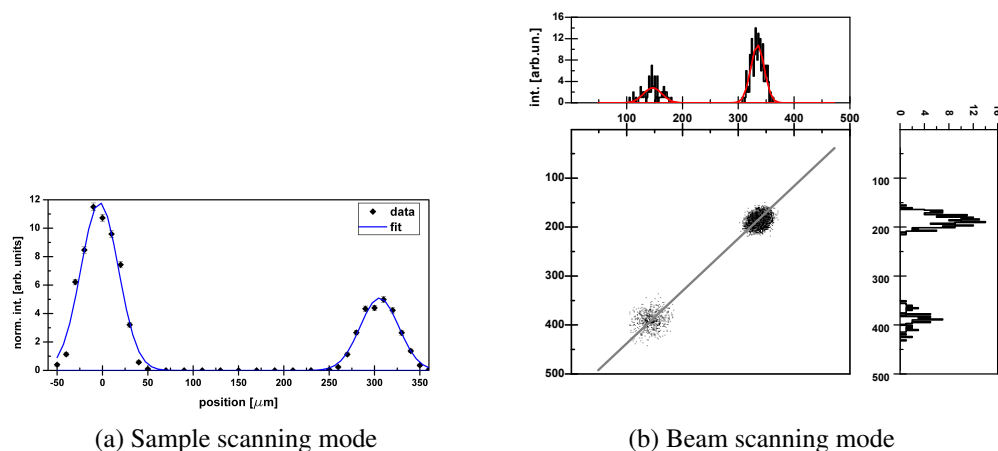 12
10
8
6
4
2
0
norm. int. [arb. units]
data
fit
-50 0 50 100 150 200 250 300 350
position [μm]
(a) Sample scanning mode
16
12
8
4
0
int. [arb.un.]
100 200 300 400 500
100
200
300
400
500
0 4 8 12 16
100
200
300
400
500
(b) Beam scanning mode